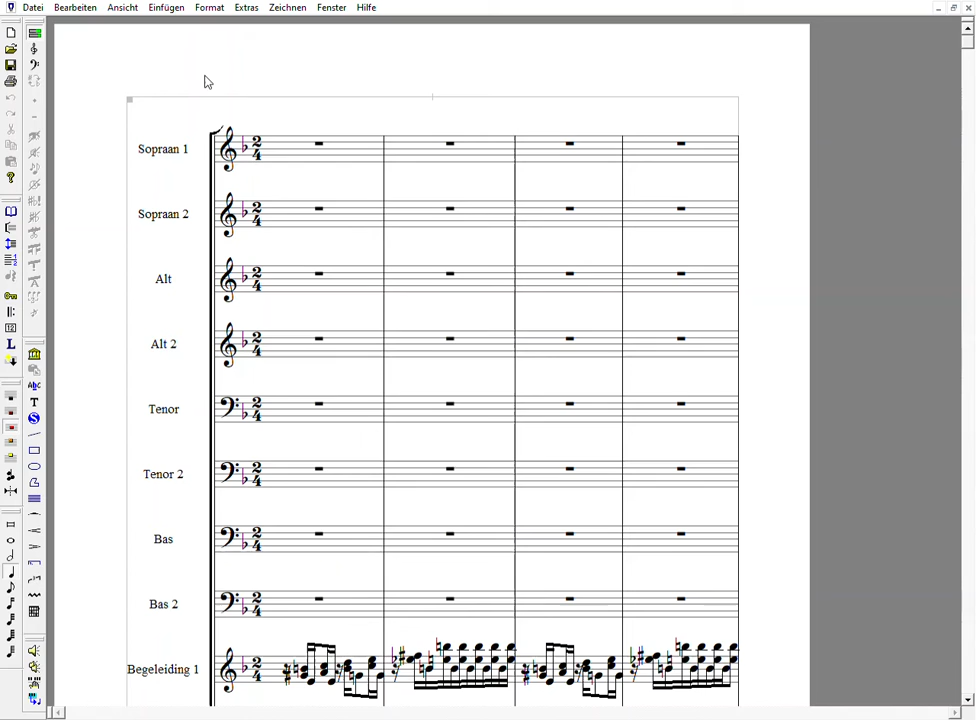 Datei Bearbeiten Ansicht Einfügen Format Extras Zeichnen Fenster Hilfe
Sopraan 1
Sopraan 2
Alt
Alt 2
Tenor
Tenor 2
Bas
Bas 2
Begeleiding 1